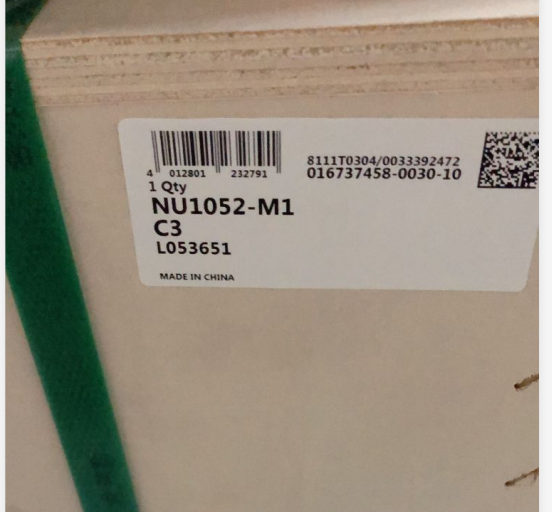 4 012801 232791
8111T0304/0033392472
016737458-0030-10
1 Qty
NU1052-M1
C3
L053651
MADE IN CHINA